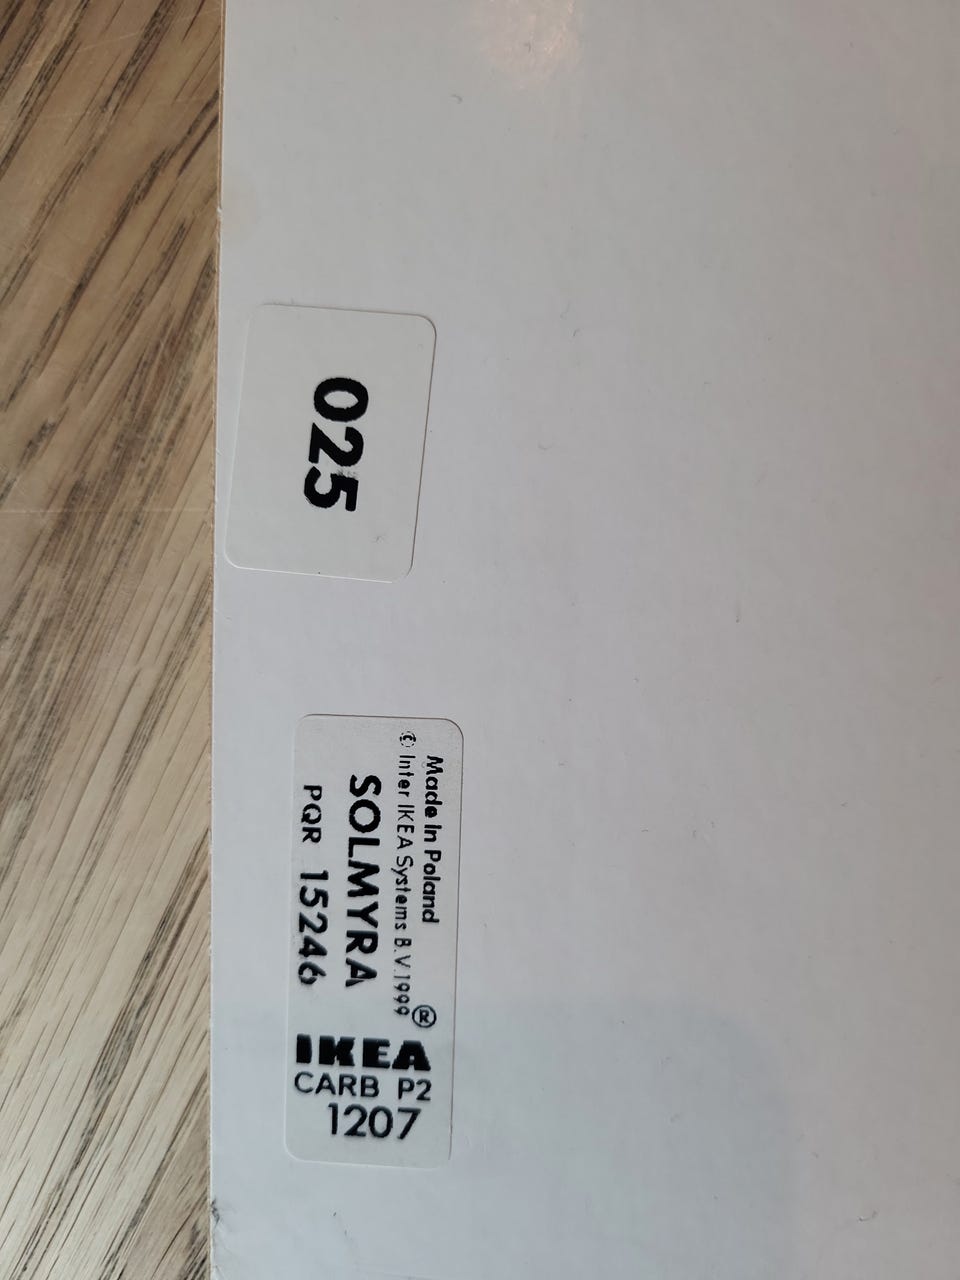 025
Made in Poland
© Inter IKEA Systems B.V.1999
SOLMYRA
PQR 15246
®
IKEA
CARB P2
1207